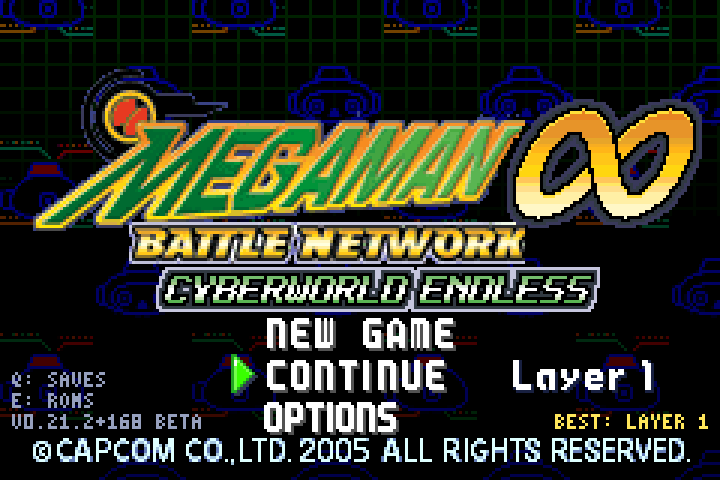 MEGAMAN ∞
BATTLE NETWORK
CYBERWORLD ENDLESS
NEW GAME
CONTINUE Layer 1
OPTIONS
Q: SAVES
E: ROMS
V0.21.2+168 BETA
BEST: LAYER 1
©CAPCOM CO.,LTD. 2005 ALL RIGHTS RESERVED.